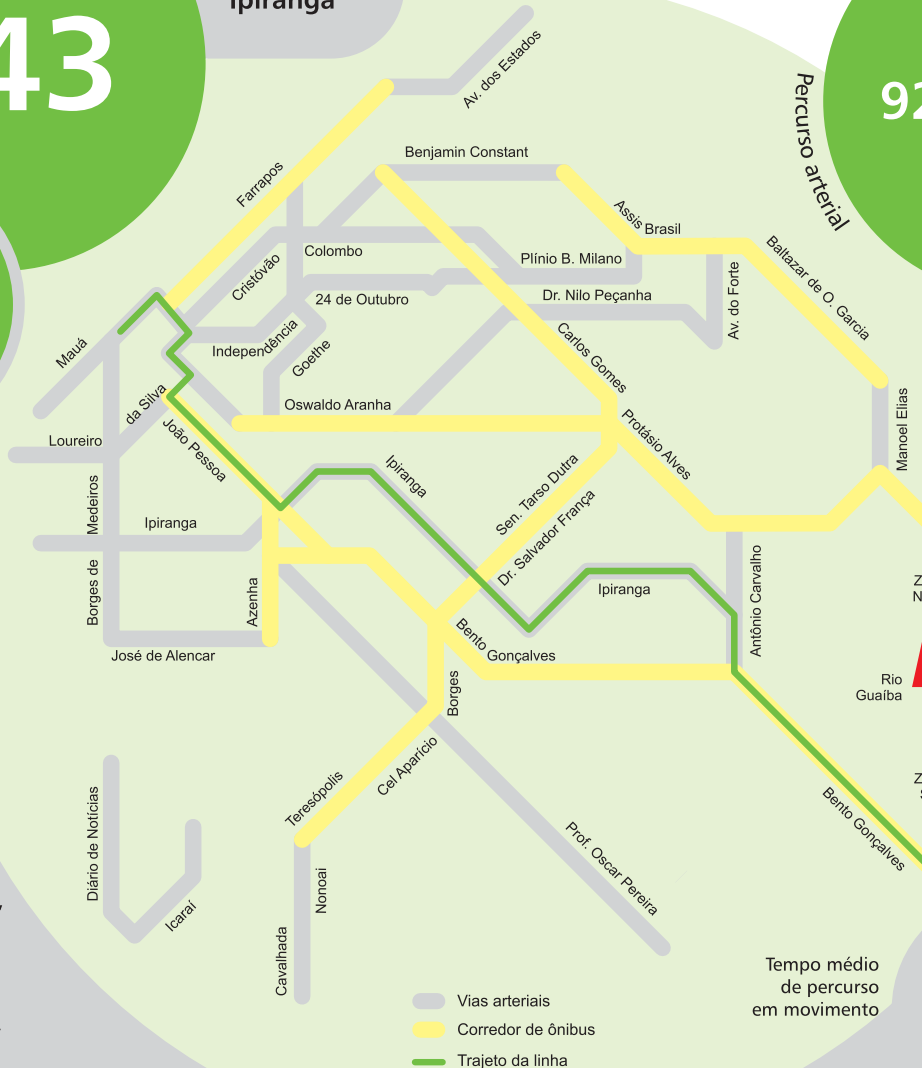 Ipiranga
43
92
Percurso arterial
Av. dos Estados
Benjamin Constant
Farrapos
Assis Brasil
Colombo
Cristóvão
Plínio B. Milano
Baltazar de O. Garcia
24 de Outubro
Dr. Nilo Peçanha
Av. do Forte
Mauá
Independência
Goethe
Carlos Gomes
da Silva
Loureiro
João Pessoa
Oswaldo Aranha
Protásio Alves
Manoel Elias
Ipiranga
Sen. Tarso Dutra
Dr. Salvador França
Borges de Medeiros
Ipiranga
Azenha
Ipiranga
Antônio Carvalho
José de Alencar
Bento Gonçalves
Borges
Cel Aparício
Rio
Guaíba
Teresópolis
Diário de Notícias
Icaraí
Nonoai
Cavalhada
Prof. Oscar Pereira
Bento Gonçalves
Tempo médio
de percurso
em movimento
Vias arteriais
Corredor de ônibus
Trajeto da linha